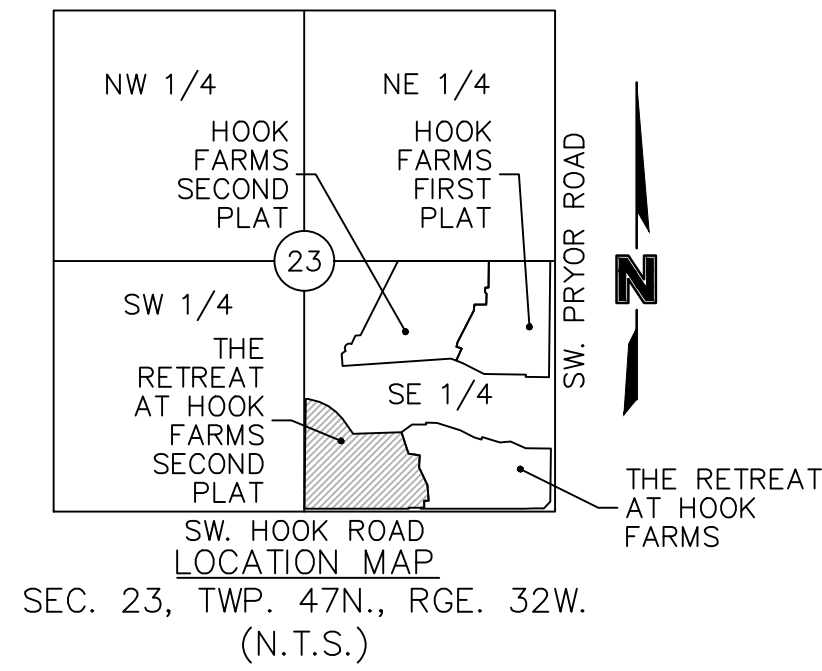 NW 1/4
NE 1/4
HOOK
FARMS
SECOND
PLAT
HOOK
FARMS
FIRST
PLAT
SW. PRYOR ROAD
N
23
SW 1/4
THE
RETREAT
AT HOOK
FARMS
SECOND
PLAT
SE 1/4
THE RETREAT
AT HOOK
FARMS
SW. HOOK ROAD
LOCATION MAP
SEC. 23, TWP. 47N., RGE. 32W.
(N.T.S.)